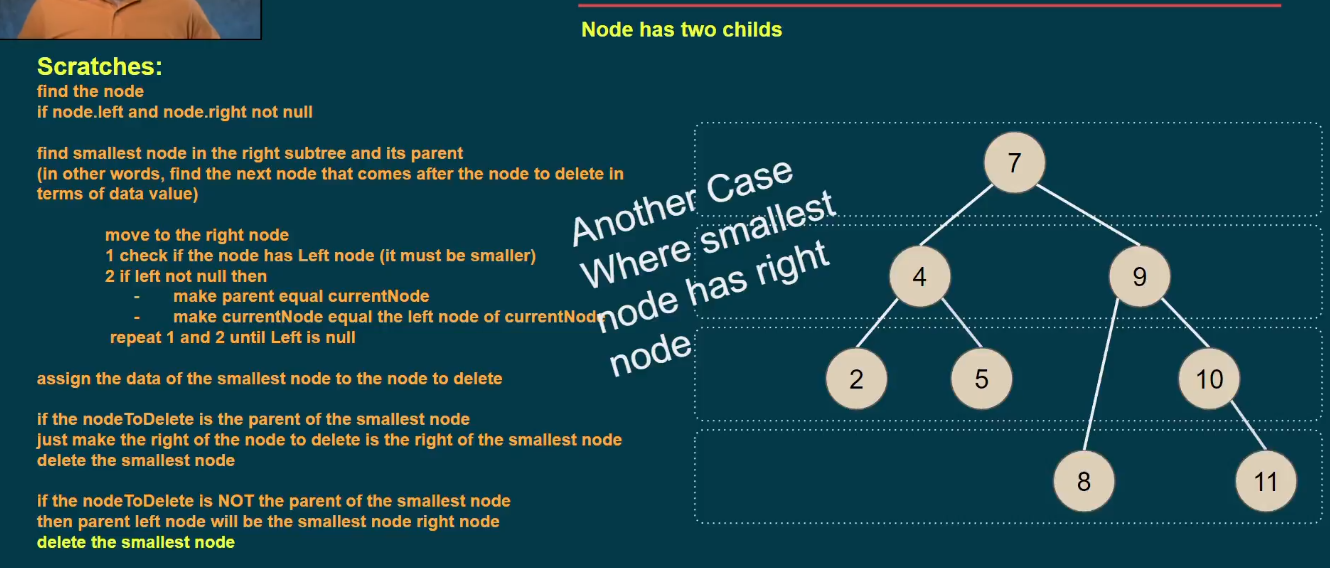 Node has two childs
Scratches:
find the node
if node.left and node.right not null
find smallest node in the right subtree and its parent
(in other words, find the next node that comes after the node to delete in
terms of data value)
move to the right node
1 check if the node has Left node (it must be smaller)
2 if left not null then
- make parent equal currentNode
- make currentNode equal the left node of currentNode
repeat 1 and 2 until Left is null
assign the data of the smallest node to the node to delete
if the nodeToDelete is the parent of the smallest node
just make the right of the node to delete is the right of the smallest node
delete the smallest node
if the nodeToDelete is NOT the parent of the smallest node
then parent left node will be the smallest node right node
delete the smallest node
Another Case
Where smallest
node has right
node
7
4 9
2 5 10
8 11